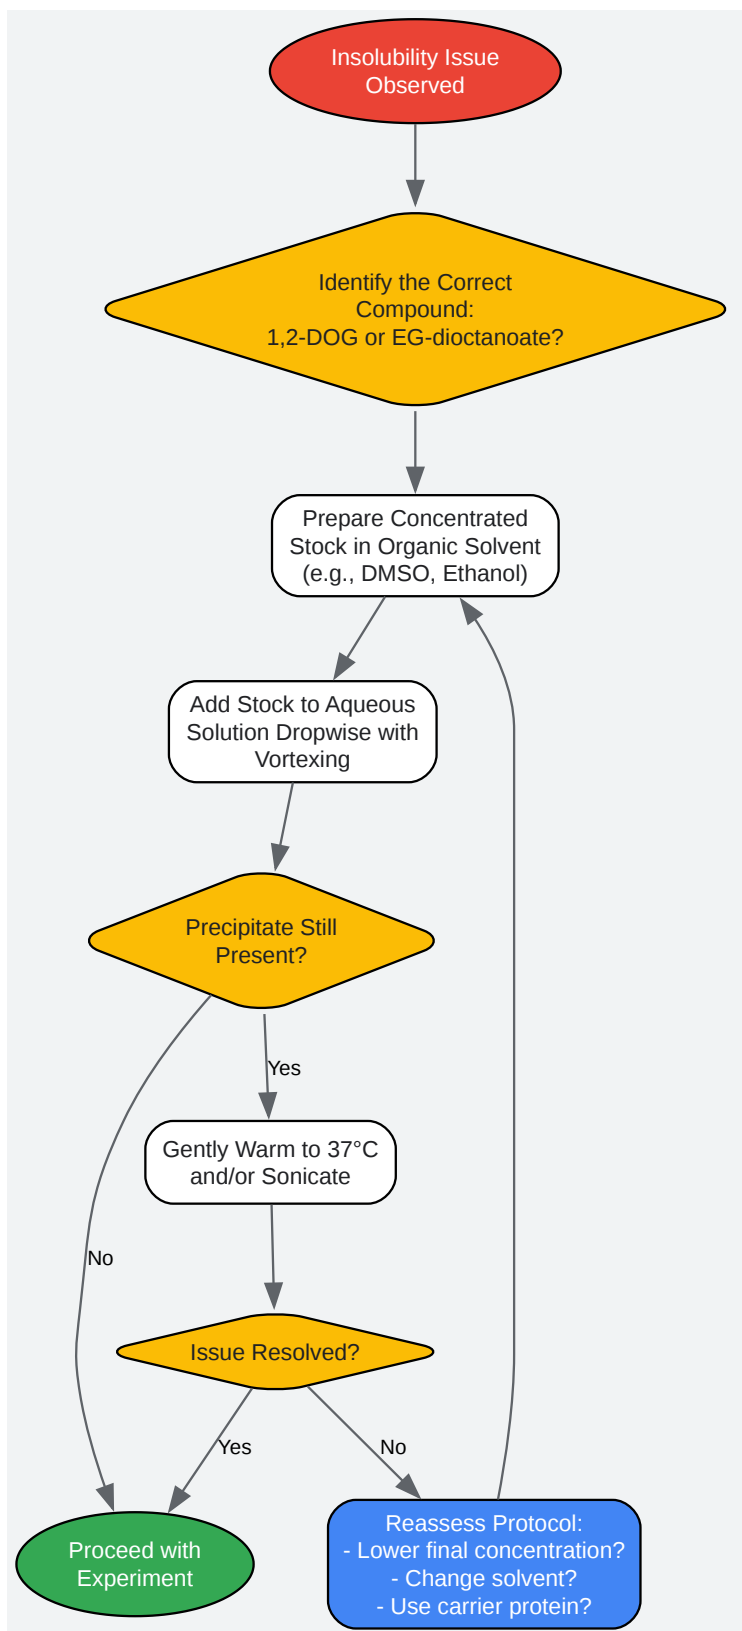 Insolubility Issue
Observed
Identify the Correct
Compound:
1,2-DOG or EG-dioctanoate?
Prepare Concentrated
Stock in Organic Solvent
(e.g., DMSO, Ethanol)
Add Stock to Aqueous
Solution Dropwise with
Vortexing
Precipitate Still
Present?
Yes
Gently Warm to 37°C
and/or Sonicate
No
Issue Resolved?
Yes
No
Proceed with
Experiment
Reassess Protocol:
- Lower final concentration?
- Change solvent?
- Use carrier protein?